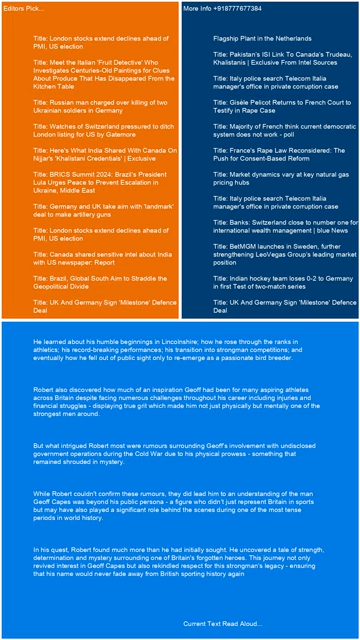 Editors Pick...
Title: London stocks extend declines ahead of
PMI, US election
Title: Meet the Italian 'Fruit Detective' Who
Investigates Centuries-Old Paintings for Clues
About Produce That Has Disappeared From the
Kitchen Table
Title: Russian man charged over killing of two
Ukrainian soldiers in Germany
Title: Watches of Switzerland pressured to ditch
London listing for US by Gatemore
Title: Here's What India Shared With Canada On
Nijjar's 'Khalistani Credentials' | Exclusive
Title: BRICS Summit 2024: Brazil's President
Lula Urges Peace to Prevent Escalation in
Ukraine, Middle East
Title: Germany and UK take aim with 'landmark'
deal to make artillery guns
Title: London stocks extend declines ahead of
PMI, US election
Title: Canada shared sensitive intel about India
with US newspaper: Report
Title: Brazil, Global South Aim to Straddle the
Geopolitical Divide
Title: UK And Germany Sign 'Milestone' Defence
Deal
More Info +918777677384
Flagship Plant in the Netherlands
Title: Pakistan's ISI Link To Canada's Trudeau,
Khalistanis | Exclusive From Intel Sources
Title: Italy police search Telecom Italia
manager's office in private corruption case
Title: Gisèle Pelicot Returns to French Court to
Testify in Rape Case
Title: Majority of French think current democratic
system does not work - poll
Title: France's Rape Law Reconsidered: The
Push for Consent-Based Reform
Title: Market dynamics vary at key natural gas
pricing hubs
Title: Italy police search Telecom Italia
manager's office in private corruption case
Title: Banks: Switzerland close to number one for
international wealth management | blue News
Title: BetMGM launches in Sweden, further
strengthening LeoVegas Group's leading market
position
Title: Indian hockey team loses 0-2 to Germany
in first Test of two-match series
Title: UK And Germany Sign 'Milestone' Defence
Deal
He learned about his humble beginnings in Lincolnshire; how he rose through the ranks in
athletics; his record-breaking performances; his transition into strongman competitions; and
eventually how he fell out of public sight only to re-emerge as a passionate bird breeder.
Robert also discovered how much of an inspiration Geoff had been for many aspiring athletes
across Britain despite facing numerous challenges throughout his career including injuries and
financial struggles - displaying true grit which made him not just physically but mentally one of the
strongest men around.
But what intrigued Robert most were rumours surrounding Geoff's involvement with undisclosed
government operations during the Cold War due to his physical prowess - something that
remained shrouded in mystery.
While Robert couldn't confirm these rumours, they did lead him to an understanding of the man
Geoff Capes was beyond his public persona - a figure who didn't just represent Britain in sports
but may have also played a significant role behind the scenes during one of the most tense
periods in world history.
In his quest, Robert found much more than he had initially sought. He uncovered a tale of strength,
determination and mystery surrounding one of Britain's forgotten heroes. This journey not only
revived interest in Geoff Capes but also rekindled respect for this strongman's legacy - ensuring
that his name would never fade away from British sporting history again
Current Text Read Aloud...